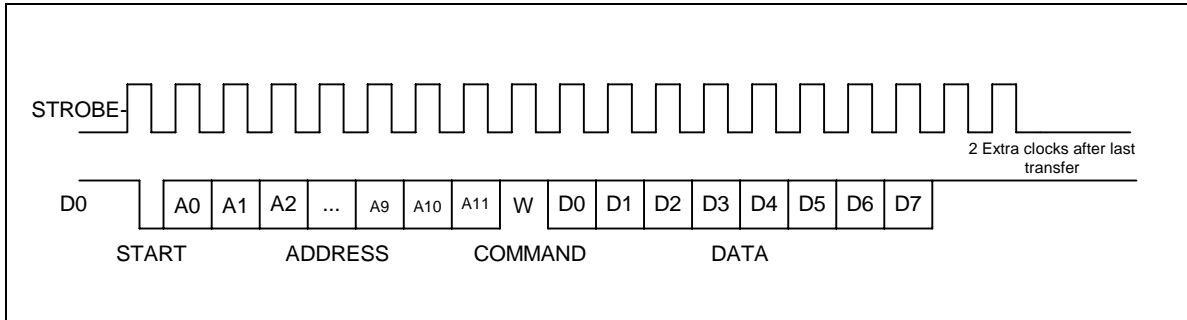 STROBE-
2 Extra clocks after last
transfer
D0 A0 A1 A2 ... A9 A10 A11 W D0 D1 D2 D3 D4 D5 D6 D7
START ADDRESS COMMAND DATA